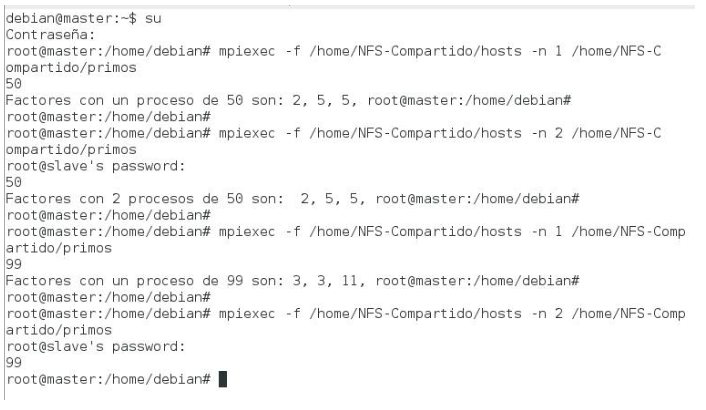 debian@master:~$ su
Contraseña:
root@master:/home/debian# mpiexec -f /home/NFS-Compartido/hosts -n 1 /home/NFS-C
ompartido/primos
50
Factores con un proceso de 50 son: 2, 5, 5, root@master:/home/debian#
root@master:/home/debian#
root@master:/home/debian# mpiexec -f /home/NFS-Compartido/hosts -n 2 /home/NFS-C
ompartido/primos
root@slave's password:
50
Factores con 2 procesos de 50 son:  2, 5, 5, root@master:/home/debian#
root@master:/home/debian#
root@master:/home/debian# mpiexec -f /home/NFS-Compartido/hosts -n 1 /home/NFS-Comp
artido/primos
99
Factores con un proceso de 99 son: 3, 3, 11, root@master:/home/debian#
root@master:/home/debian#
root@master:/home/debian# mpiexec -f /home/NFS-Compartido/hosts -n 2 /home/NFS-Comp
artido/primos
root@slave's password:
99
root@master:/home/debian#